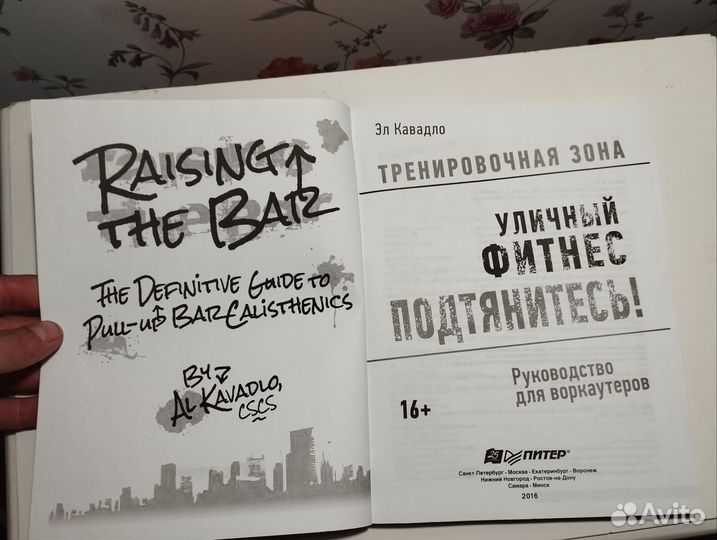 RAISING
THE BAR
THE DEFINITIVE GUIDE TO
PULL-UP BAR CALISTHENICS
BY
AL KAVADLO,
CSCS
Эл Кавадло
ТРЕНИРОВОЧНАЯ ЗОНА
УЛИЧНЫЙ
ФИТНЕС
ПОДТЯНИТЕСЬ!
Руководство
для воркаутеров
16+
25 ПИТЕР®
Санкт-Петербург · Москва · Екатеринбург · Воронеж
Нижний Новгород · Ростов-на-Дону
Самара · Минск
2016
Avito